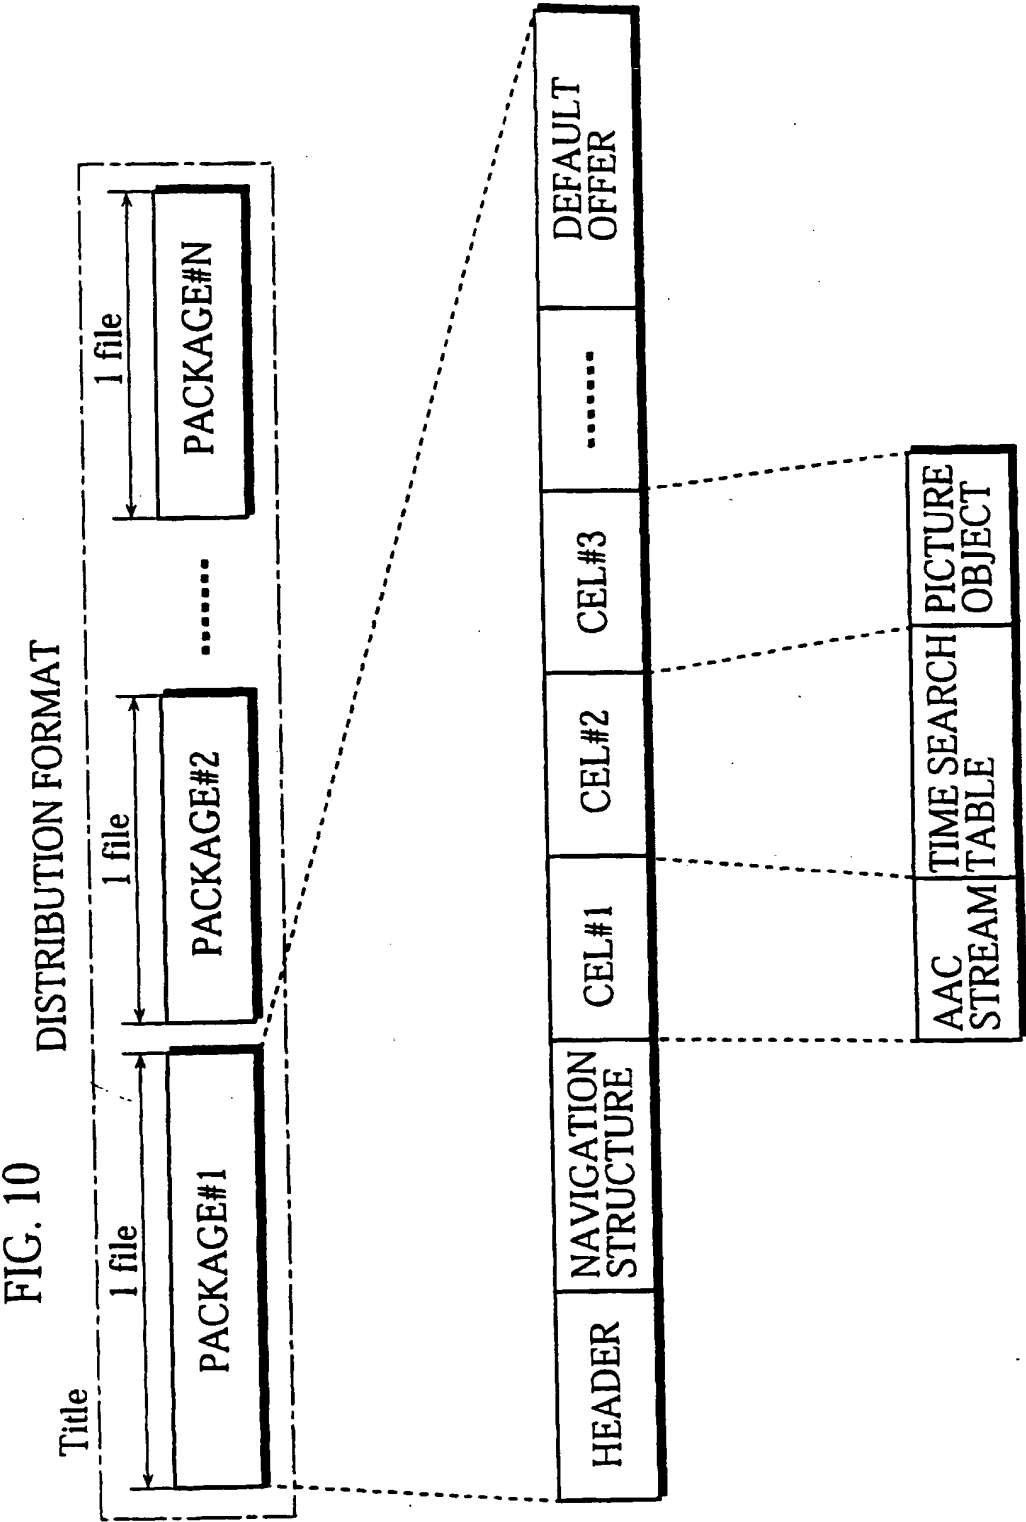 FIG. 10
DISTRIBUTION FORMAT
Title
1 file
1 file
1 file
PACKAGE#1
PACKAGE#2
.......
PACKAGE#N
HEADER
NAVIGATION
STRUCTURE
CEL#1
CEL#2
CEL#3
.......
DEFAULT
OFFER
AAC
STREAM
TIME SEARCH
TABLE
PICTURE
OBJECT